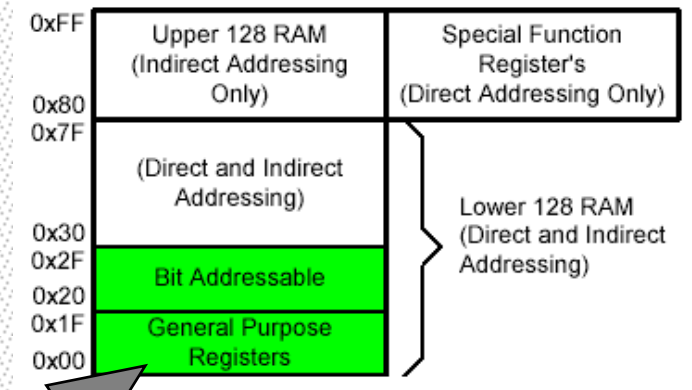 0xFF
Upper 128 RAM
(Indirect Addressing
Only)
0x80
Special Function
Register's
(Direct Addressing Only)
0x7F
(Direct and Indirect
Addressing)
0x30
Lower 128 RAM
(Direct and Indirect
Addressing)
0x2F
Bit Addressable
0x20
0x1F
General Purpose
Registers
0x00